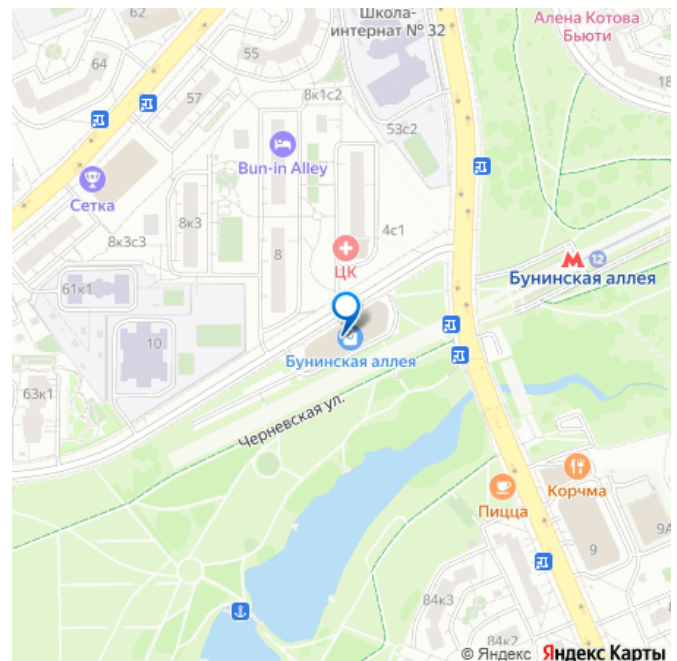 Школа-
интернат № 32
Алена Котова
Бьюти
62
64
55
57
8к1с2
53с2
18
Bun-in Alley
Сетка
8к3
8к3с3
8
4с1
ЦК
М 12
Бунинская аллея
61к1
10
Бунинская аллея
63к1
Черневская ул.
Корчма
Пицца
9А
9
84к3
84к2
© Яндекс Яндекс Карты